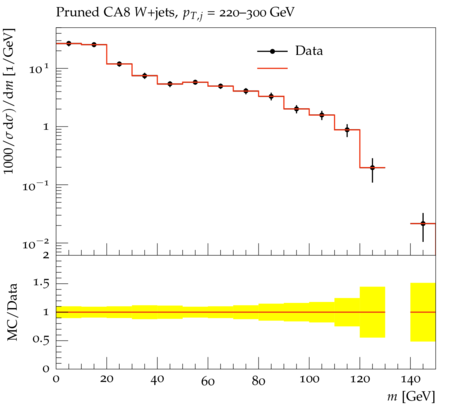 Pruned CA8 W+jets, p_T,j = 220–300 GeV
1000/σ dσ)/dm [1/GeV]
Data
10^1
1
10^−1
10^−2
MC/Data
2
1.5
1
0.5
0
0 20 40 60 80 100 120 140
m [GeV]